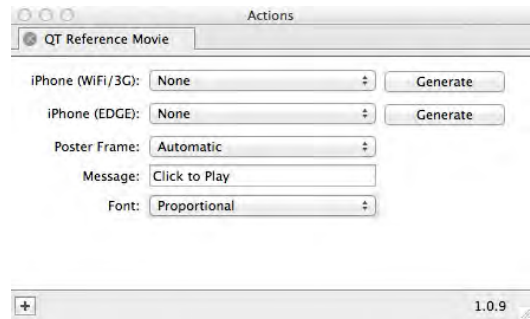 Actions
QT Reference Movie
iPhone (WiFi/3G): None Generate
iPhone (EDGE): None Generate
Poster Frame: Automatic
Message: Click to Play
Font: Proportional
+ 1.0.9